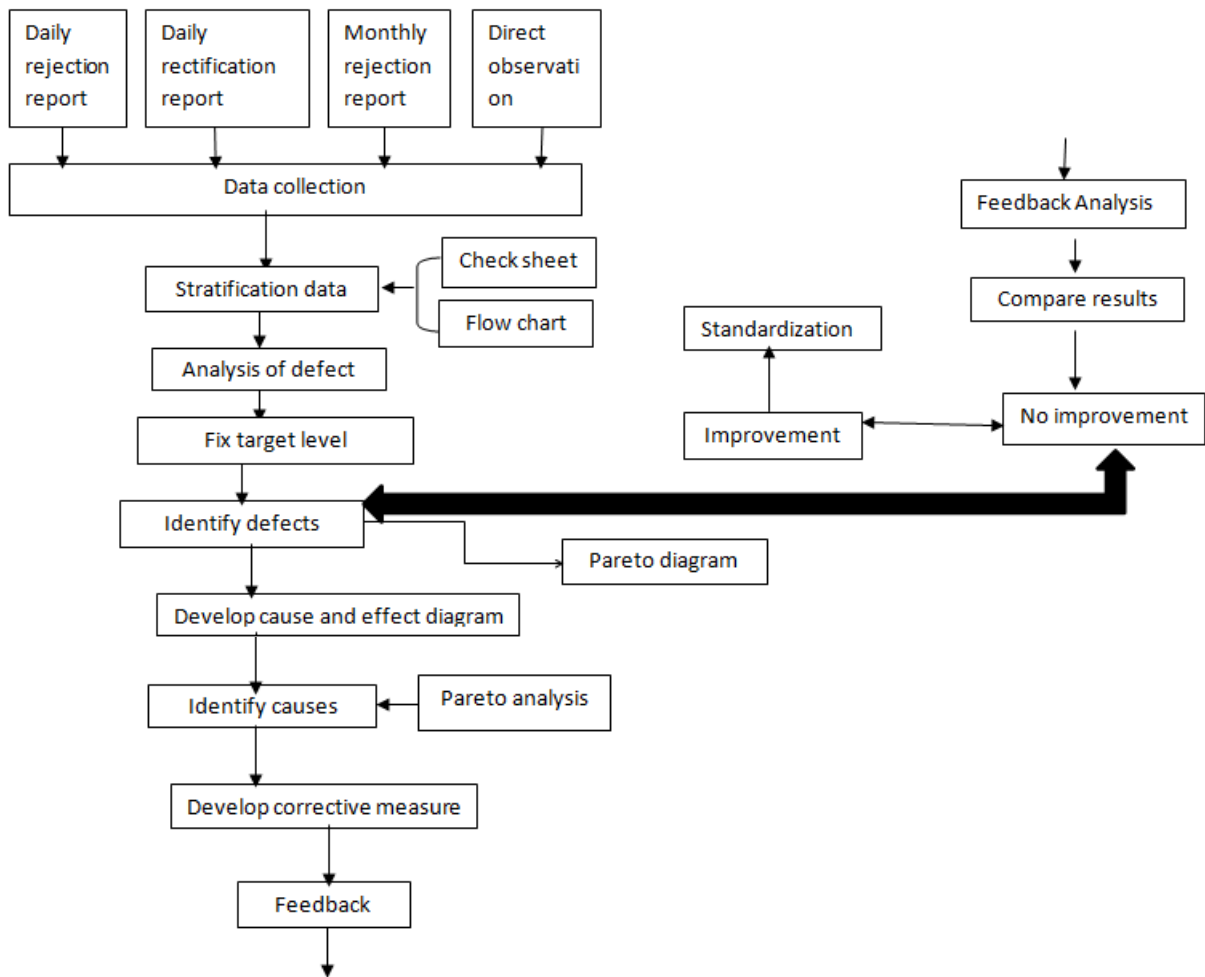 Daily
rejection
report
Daily
rectification
report
Monthly
rejection
report
Direct
observati
on
Data collection
Check sheet
Stratification data
Flow chart
Analysis of defect
Fix target level
Identify defects
Pareto diagram
Develop cause and effect diagram
Identify causes
Pareto analysis
Develop corrective measure
Feedback
Feedback Analysis
Compare results
Standardization
Improvement
No improvement